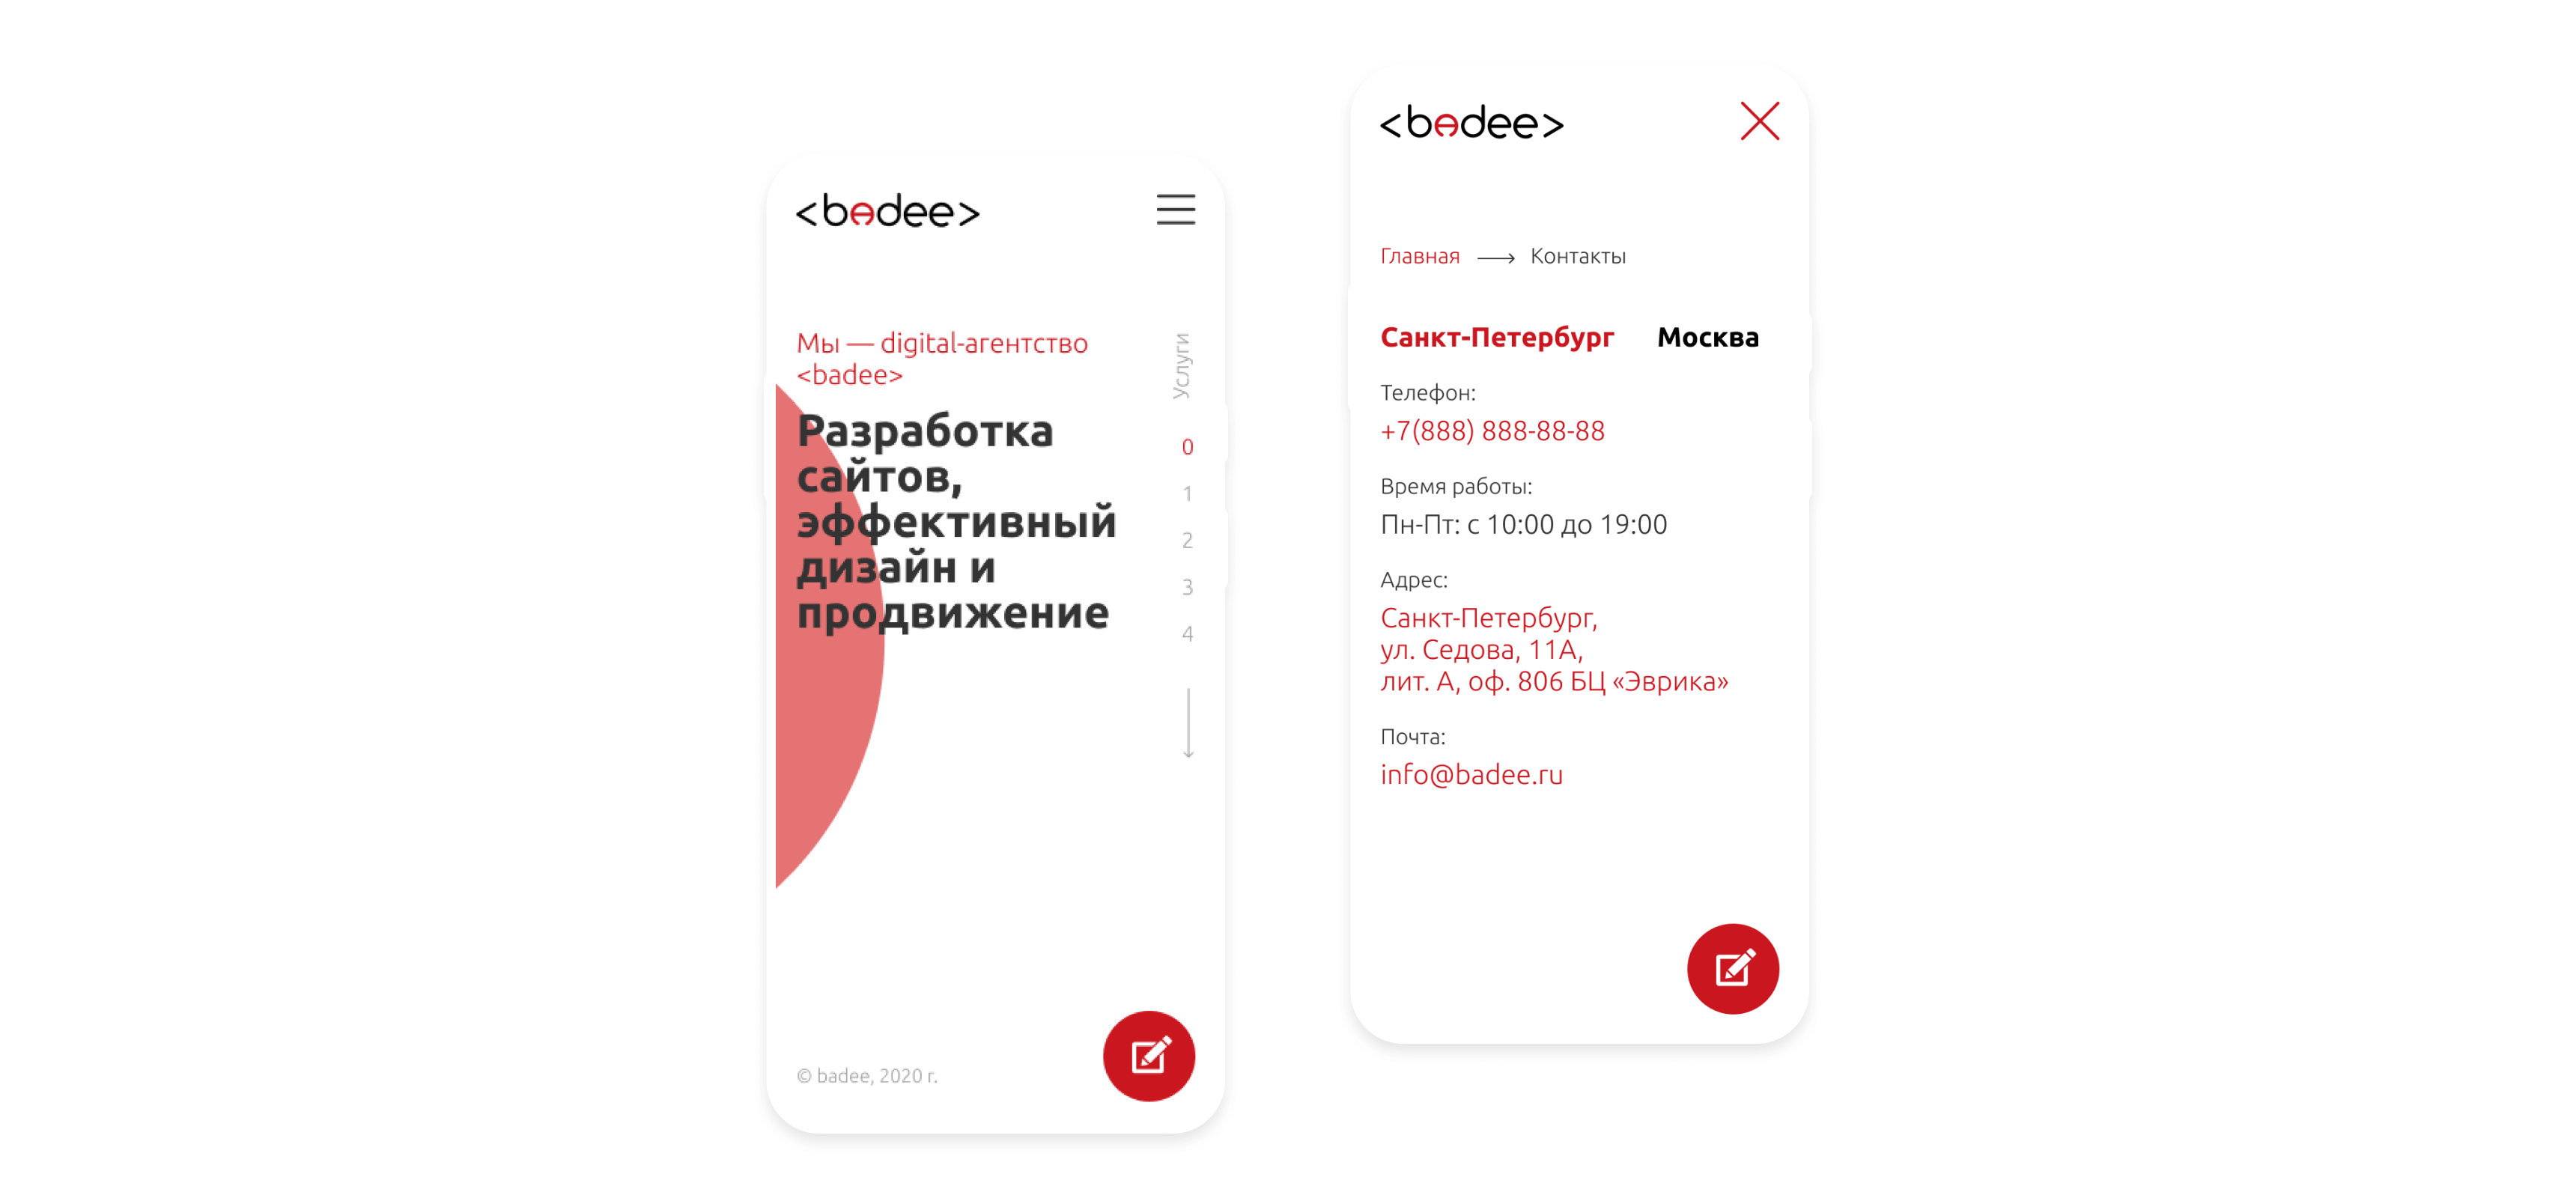 <badee>
Мы — digital-агентство
<badee>
Разработка
сайтов,
эффективный
дизайн и
продвижение
Услуги
0
1
2
3
4
© badee, 2020 г.
<badee>
Главная → Контакты
Санкт-Петербург Москва
Телефон:
+7(888) 888-88-88
Время работы:
Пн-Пт: с 10:00 до 19:00
Адрес:
Санкт-Петербург,
ул. Седова, 11А,
лит. А, оф. 806 БЦ «Эврика»
Почта:
info@badee.ru